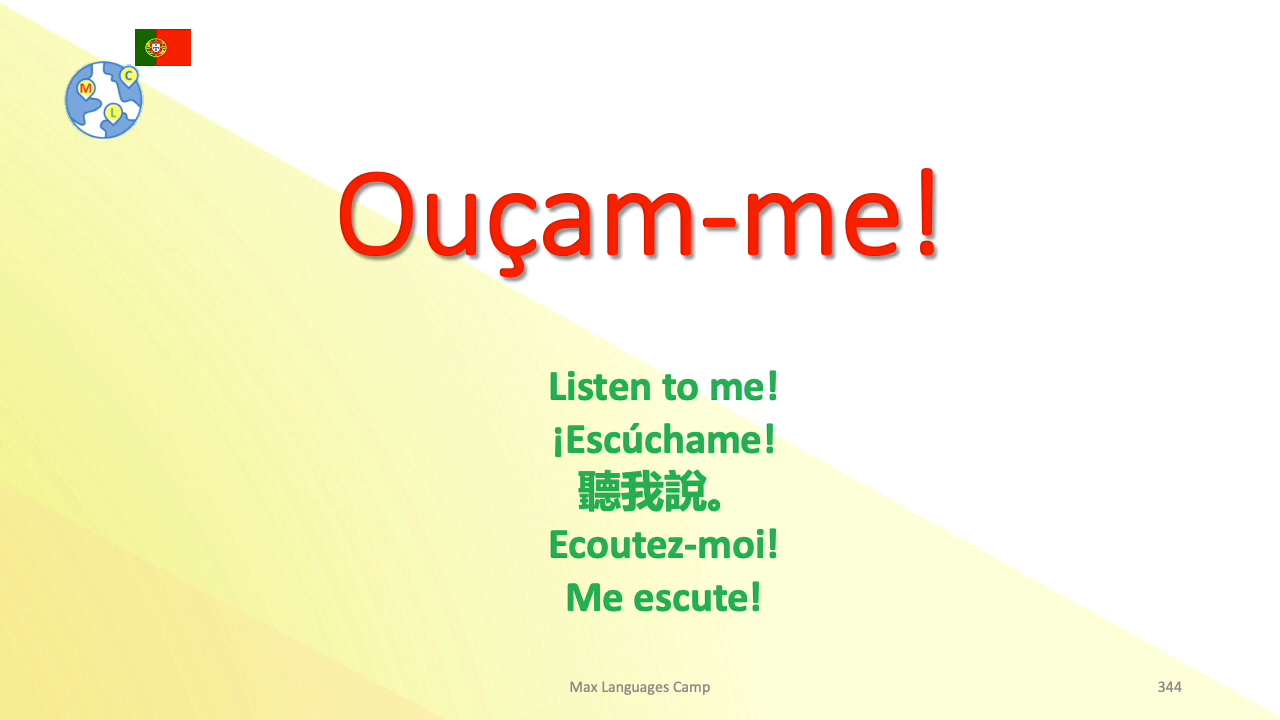 M
C
L
Ouçam-me!
Listen to me!
¡Escúchame!
聽我說。
Ecoutez-moi!
Me escute!
Max Languages Camp
344